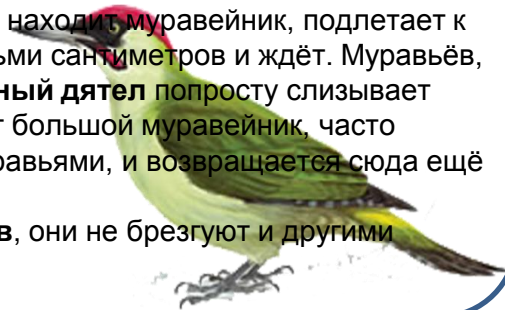 находит муравейник, подлетает к
ьми сантиметров и ждёт. Муравьёв,
ный дятел попросту слизывает
т большой муравейник, часто
равьями, и возвращается сюда ещё
в, они не брезгуют и другими